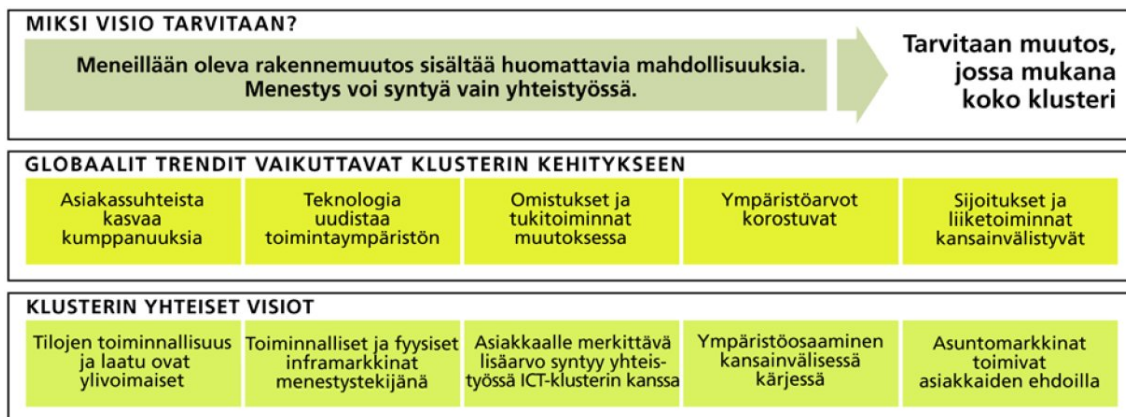 MIKSI VISIO TARVITAAN?
Meneillään oleva rakennemuutos sisältää huomattavia mahdollisuuksia.
Menestys voi syntyä vain yhteistyössä.
Tarvitaan muutos,
jossa mukana
koko klusteri
GLOBAALIT TRENDIT VAIKUTTAVAT KLUSTERIN KEHITYKSEEN
Asiakassuhteista
kasvaa
kumppanuuksia
Teknologia
uudistaa
toimintaympäristön
Omistukset ja
tukitoiminnat
muutoksessa
Ympäristöarvot
korostuvat
Sijoitukset ja
liiketoiminnat
kansainvälistyvät
KLUSTERIN YHTEISET VISIOT
Tilojen toiminnallisuus
ja laatu ovat
ylivoimaiset
Toiminnalliset ja fyysiset
inframarkkinat
menestystekijänä
Asiakkaalle merkittävä
lisäarvo syntyy yhteis-
työssä ICT-klusterin kanssa
Ympäristöosaaminen
kansainvälisessä
kärjessä
Asuntomarkkinat
toimivat
asiakkaiden ehdoilla